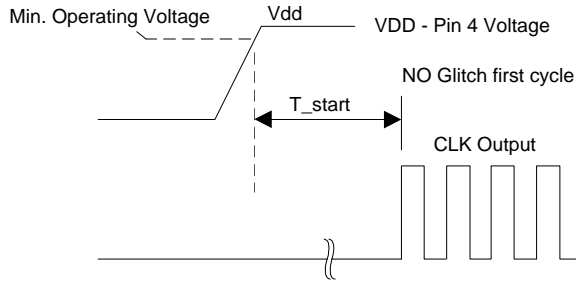 Min. Operating Voltage
Vdd
VDD - Pin 4 Voltage
NO Glitch first cycle
T_start
CLK Output